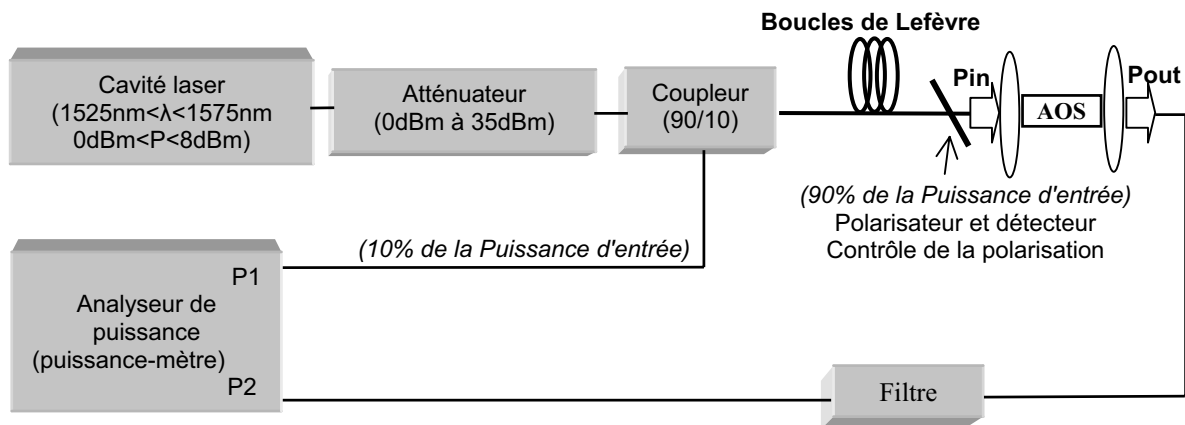 Boucles de Lefèvre
Cavité laser
(1525nm<λ<1575nm
0dBm<P<8dBm)
Atténuateur
(0dBm à 35dBm)
Coupleur
(90/10)
Pin
AOS
Pout
(90% de la Puissance d'entrée)
Polarisateur et détecteur
Contrôle de la polarisation
(10% de la Puissance d'entrée)
P1
Analyseur de
puissance
(puissance-mètre)
P2
Filtre